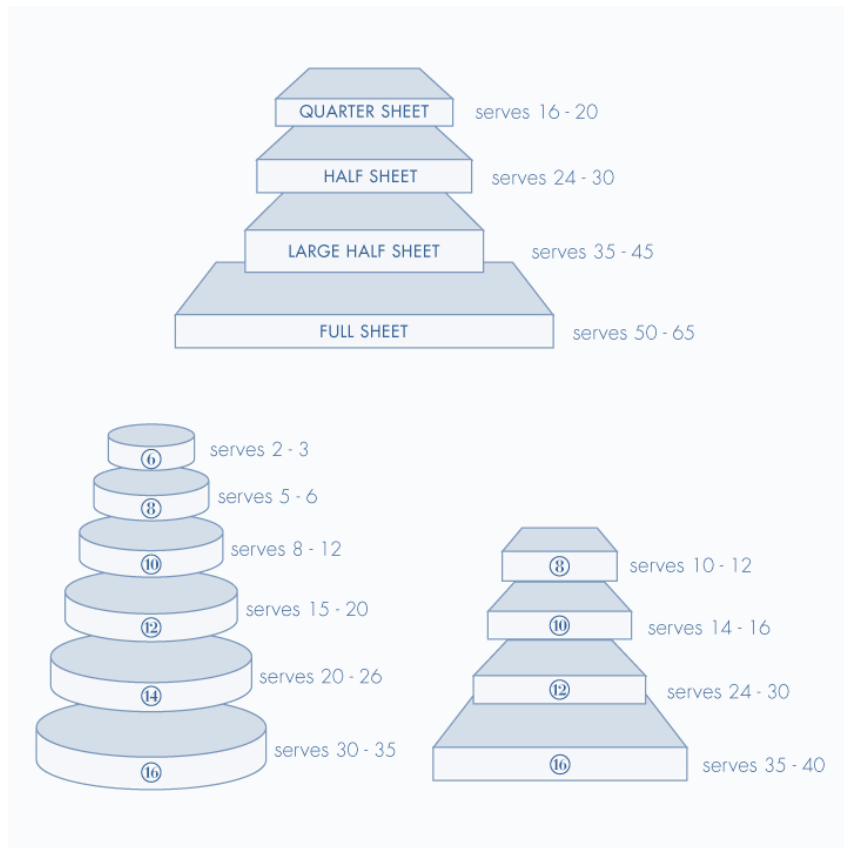 QUARTER SHEET serves 16 - 20
HALF SHEET serves 24 - 30
LARGE HALF SHEET serves 35 - 45
FULL SHEET serves 50 - 65
6 serves 2 - 3
8 serves 5 - 6
10 serves 8 - 12
12 serves 15 - 20
14 serves 20 - 26
16 serves 30 - 35
8 serves 10 - 12
10 serves 14 - 16
12 serves 24 - 30
16 serves 35 - 40